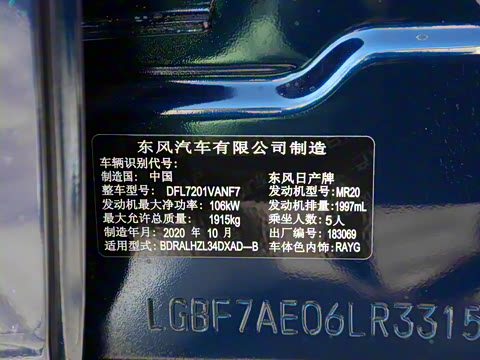 东风汽车有限公司制造
车辆识别代号:
制造国: 中国 东风日产牌
整车型号: DFL7201VANF7 发动机型号: MR20
发动机最大净功率: 106kW 发动机排量: 1997mL
最大允许总质量: 1915kg 乘坐人数: 5人
制造年月: 2020 年 10 月 出厂编号: 183069
适用型式: BDRALHZL34DXAD—B 车体色内饰: RAYG
LGBF7AE06LR3315